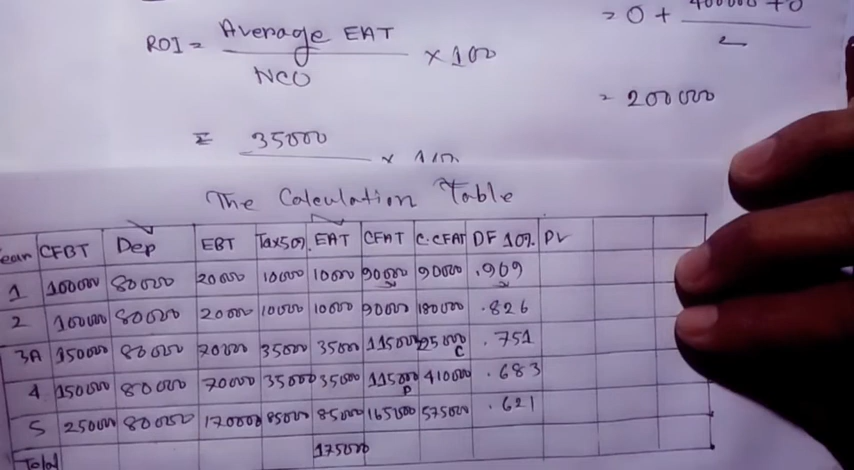 = 0 + 400000 + 0
2
ROI = Average EAT × 100
NCO
= 200000
= 35000 × 100
The Calculation Table
CFBT Dep EBT Tax 50%. EAT CFAT C.CFAT DF 10% PV
1 100000 80000 20000 10000 10000 90000 90000 .909
2 100000 80000 20000 10000 10000 90000 180000 .826
3A 150000 80000 70000 35000 35000 115000 .751
C
4 150000 80000 70000 35000 35000 115000 410000 .683
P
5 250000 80000 170000 85000 85000 165000 575000 .621
Total 175000